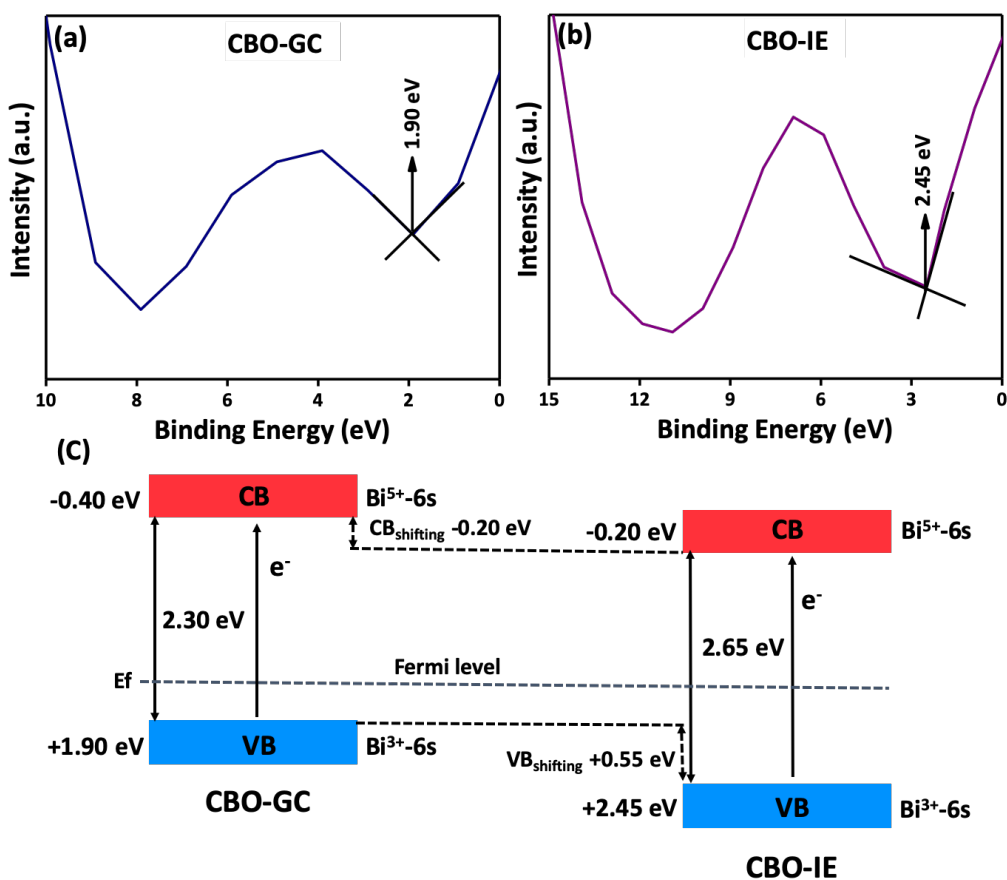 (a)
CBO-GC
1.90 eV
Intensity (a.u.)
10 8 6 4 2 0
Binding Energy (eV)
(b)
CBO-IE
2.45 eV
Intensity (a.u.)
15 12 9 6 3 0
Binding Energy (eV)
(C)
-0.40 eV
CB
Bi⁵⁺-6s
CB_shifting -0.20 eV
-0.20 eV
CB
Bi⁵⁺-6s
e⁻
e⁻
2.30 eV
2.65 eV
Fermi level
Ef
+1.90 eV
VB
Bi³⁺-6s
VB_shifting +0.55 eV
CBO-GC
+2.45 eV
VB
Bi³⁺-6s
CBO-IE